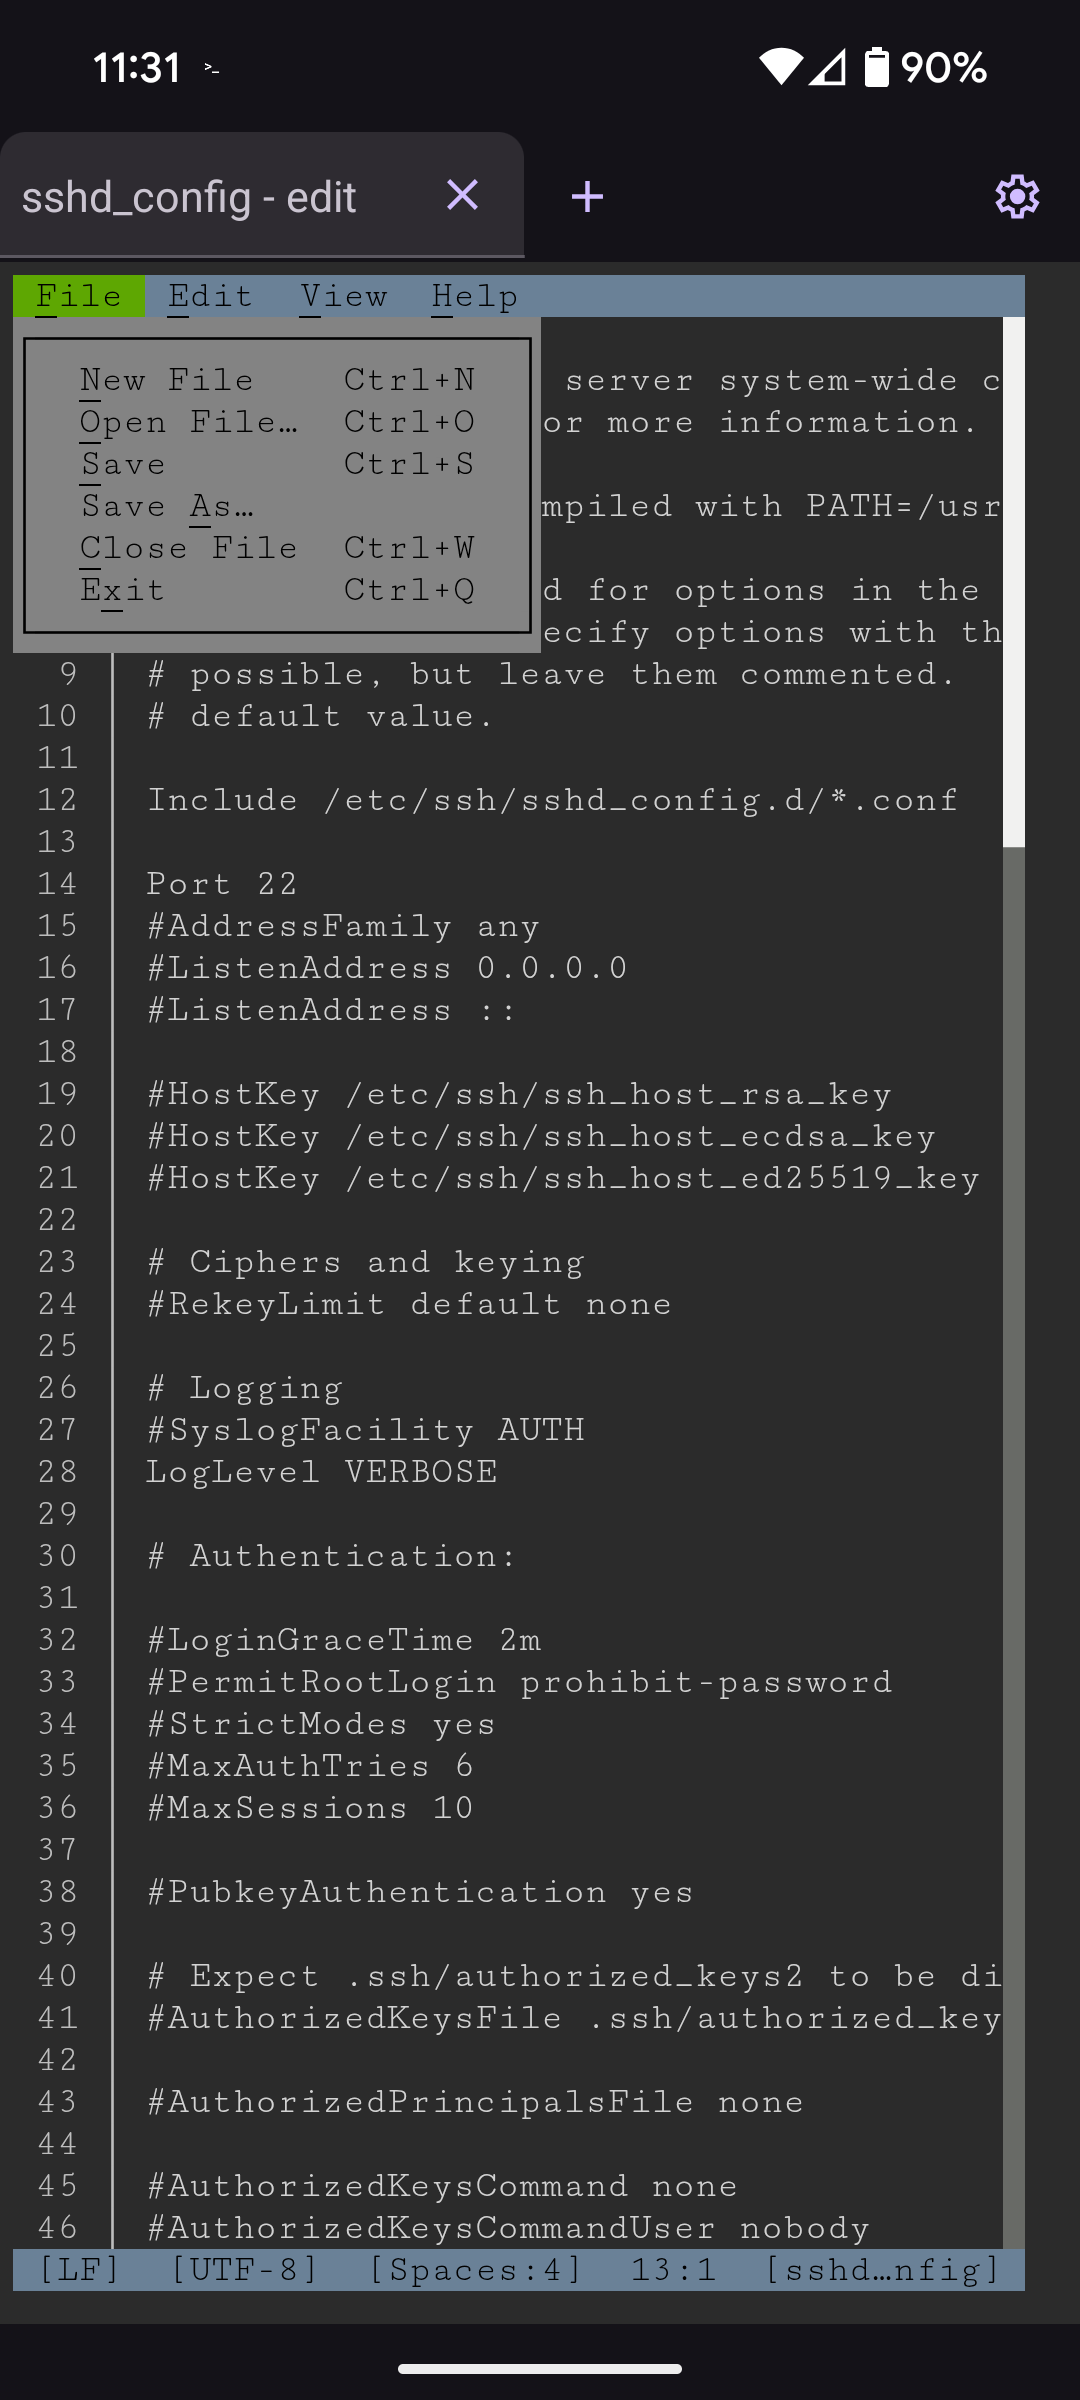 11:31 >_ 90%
sshd_config - edit
File Edit View Help
New File Ctrl+N server system-wide c
Open File… Ctrl+O or more information.
Save Ctrl+S
Save As… mpiled with PATH=/usr
Close File Ctrl+W
Exit Ctrl+Q d for options in the
ecify options with th
9 # possible, but leave them commented.
10 # default value.
11
12 Include /etc/ssh/sshd_config.d/*.conf
13
14 Port 22
15 #AddressFamily any
16 #ListenAddress 0.0.0.0
17 #ListenAddress ::
18
19 #HostKey /etc/ssh/ssh_host_rsa_key
20 #HostKey /etc/ssh/ssh_host_ecdsa_key
21 #HostKey /etc/ssh/ssh_host_ed25519_key
22
23 # Ciphers and keying
24 #RekeyLimit default none
25
26 # Logging
27 #SyslogFacility AUTH
28 LogLevel VERBOSE
29
30 # Authentication:
31
32 #LoginGraceTime 2m
33 #PermitRootLogin prohibit-password
34 #StrictModes yes
35 #MaxAuthTries 6
36 #MaxSessions 10
37
38 #PubkeyAuthentication yes
39
40 # Expect .ssh/authorized_keys2 to be di
41 #AuthorizedKeysFile .ssh/authorized_key
42
43 #AuthorizedPrincipalsFile none
44
45 #AuthorizedKeysCommand none
46 #AuthorizedKeysCommandUser nobody
[LF] [UTF-8] [Spaces:4] 13:1 [sshd…nfig]